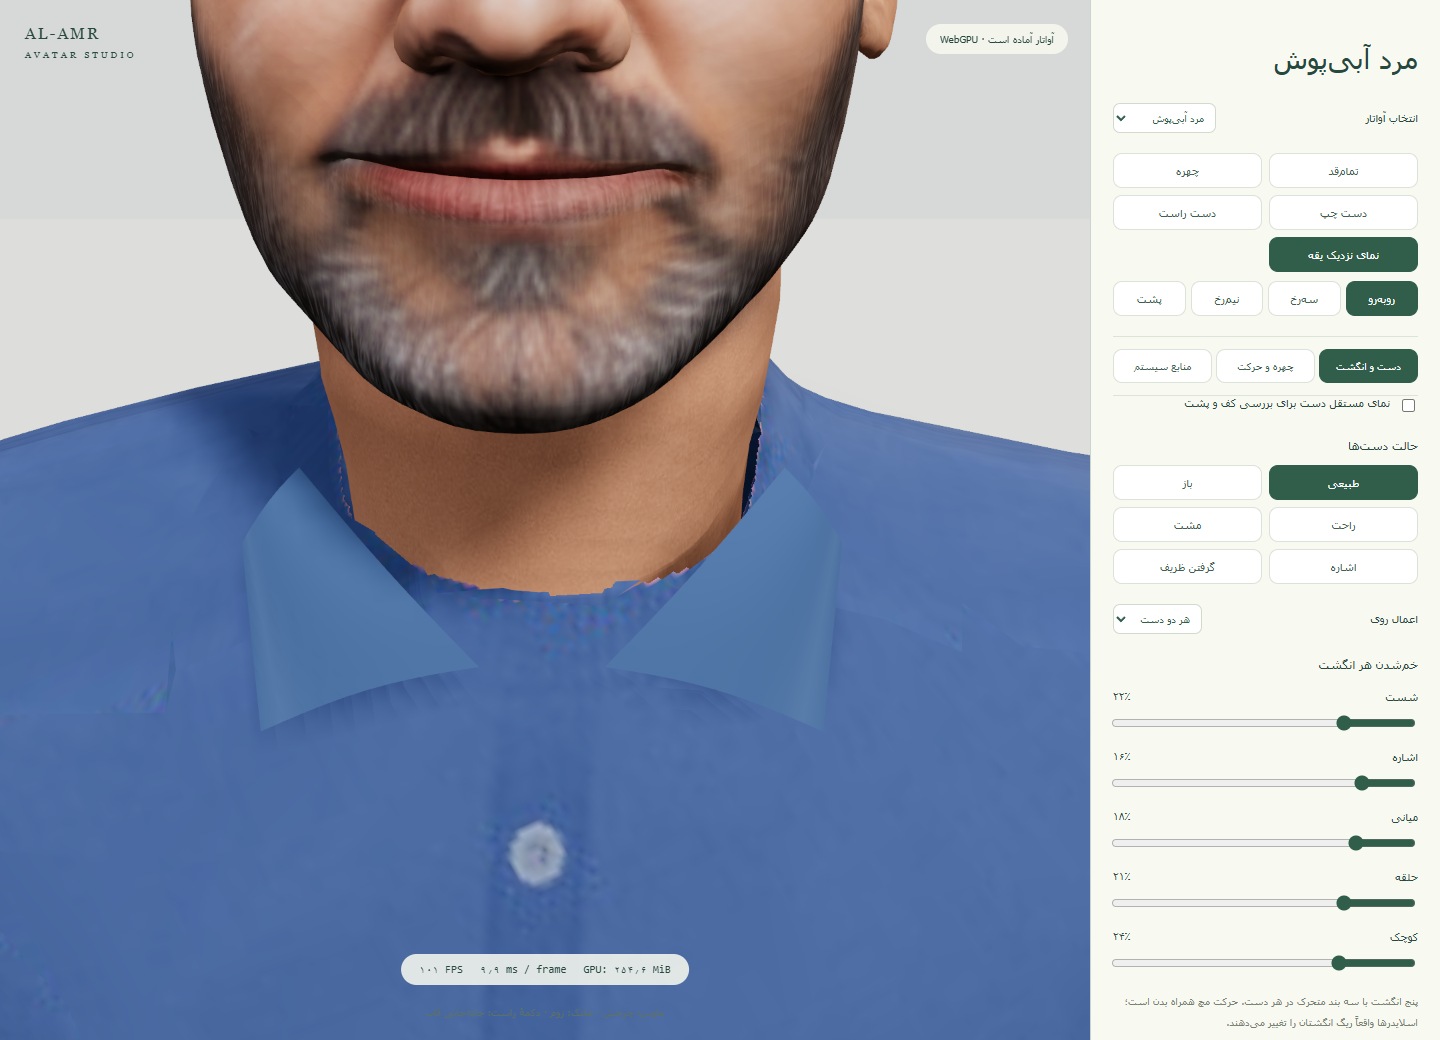 AL-AMR
AVATAR STUDIO
آواتار آماده است · WebGPU
مرد آبی‌پوش
انتخاب آواتار
مرد آبی‌پوش
تمام‌قد
چهره
دست چپ
دست راست
نمای نزدیک یقه
روبه‌رو
سه‌رخ
نیم‌رخ
پشت
دست و انگشت
چهره و حرکت
منابع سیستم
نمای مستقل دست برای بررسی کف و پشت
حالت دست‌ها
طبیعی
باز
راحت
مشت
اشاره
گرفتن ظریف
اعمال روی
هر دو دست
خم‌شدن هر انگشت
شست
۲۲٪
اشاره
۱۶٪
میانی
۱۸٪
حلقه
۲۱٪
کوچک
۲۴٪
۱۰۱ FPS ۹٫۹ ms / frame GPU: ۲۵۴٫۶ MiB
پنج انگشت با سه بند متحرک در هر دست. حرکت مچ همراه بدن است؛
اسلایدرها واقعاً ریگ انگشتان را تغییر می‌دهند.